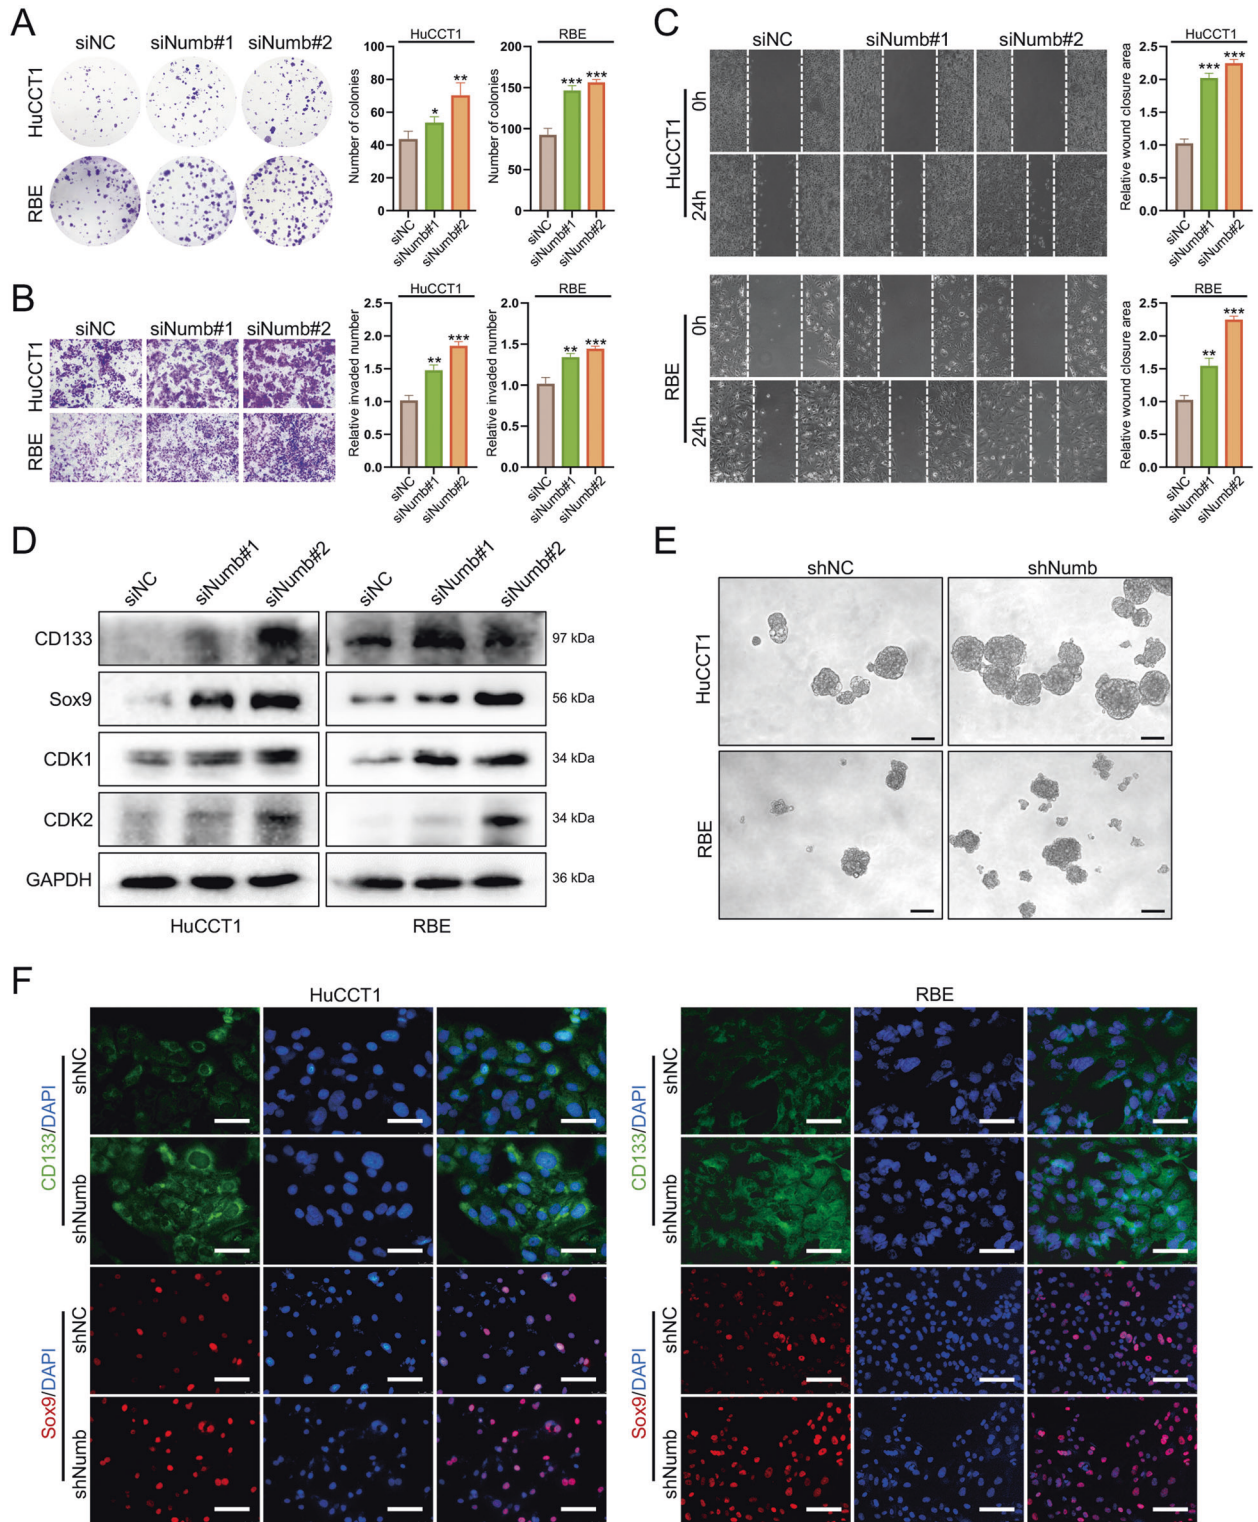 A
siNC siNumb#1 siNumb#2
HuCCT1
RBE
HuCCT1
Number of colonies
100
80
60
40
20
0
*
**
siNC
siNumb#1
siNumb#2
RBE
Number of colonies
200
150
100
50
0
***
***
siNC
siNumb#1
siNumb#2
B
siNC siNumb#1 siNumb#2
HuCCT1
RBE
HuCCT1
Relative invaded number
2.5
2.0
1.5
1.0
0.5
0.0
**
***
siNC
siNumb#1
siNumb#2
RBE
Relative invaded number
2.0
1.5
1.0
0.5
0.0
**
***
siNC
siNumb#1
siNumb#2
C
siNC siNumb#1 siNumb#2
HuCCT1
0h
24h
RBE
0h
24h
HuCCT1
Relative wound closure area
2.5
2.0
1.5
1.0
0.5
0.0
***
***
siNC
siNumb#1
siNumb#2
RBE
Relative wound closure area
2.5
2.0
1.5
1.0
0.5
0.0
**
***
siNC
siNumb#1
siNumb#2
D
siNC siNumb#1 siNumb#2 siNC siNumb#1 siNumb#2
CD133 97 kDa
Sox9 56 kDa
CDK1 34 kDa
CDK2 34 kDa
GAPDH 36 kDa
HuCCT1 RBE
E
shNC shNumb
HuCCT1
RBE
F
HuCCT1
CD133/DAPI
shNC
shNumb
Sox9/DAPI
shNC
shNumb
RBE
CD133/DAPI
shNC
shNumb
Sox9/DAPI
shNC
shNumb